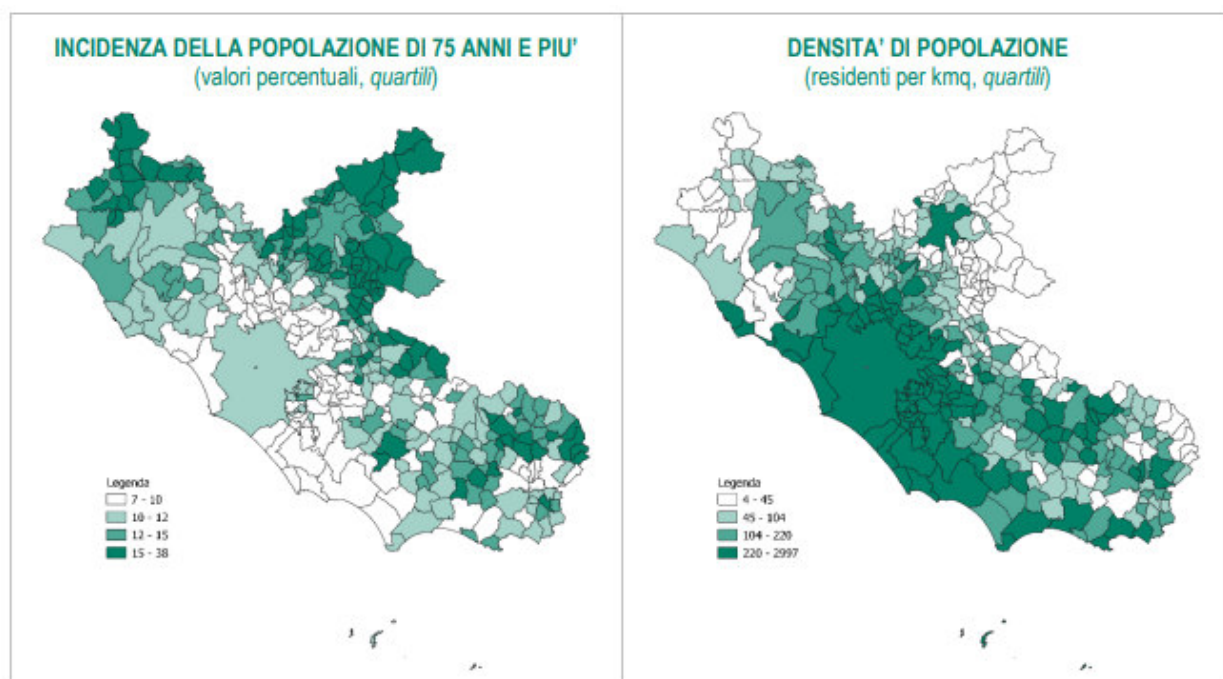 INCIDENZA DELLA POPOLAZIONE DI 75 ANNI E PIU'
(valori percentuali, quartili)
Legenda
7 - 10
10 - 12
12 - 15
15 - 38
DENSITA' DI POPOLAZIONE
(residenti per kmq, quartili)
Legenda
4 - 45
45 - 104
104 - 220
220 - 2997